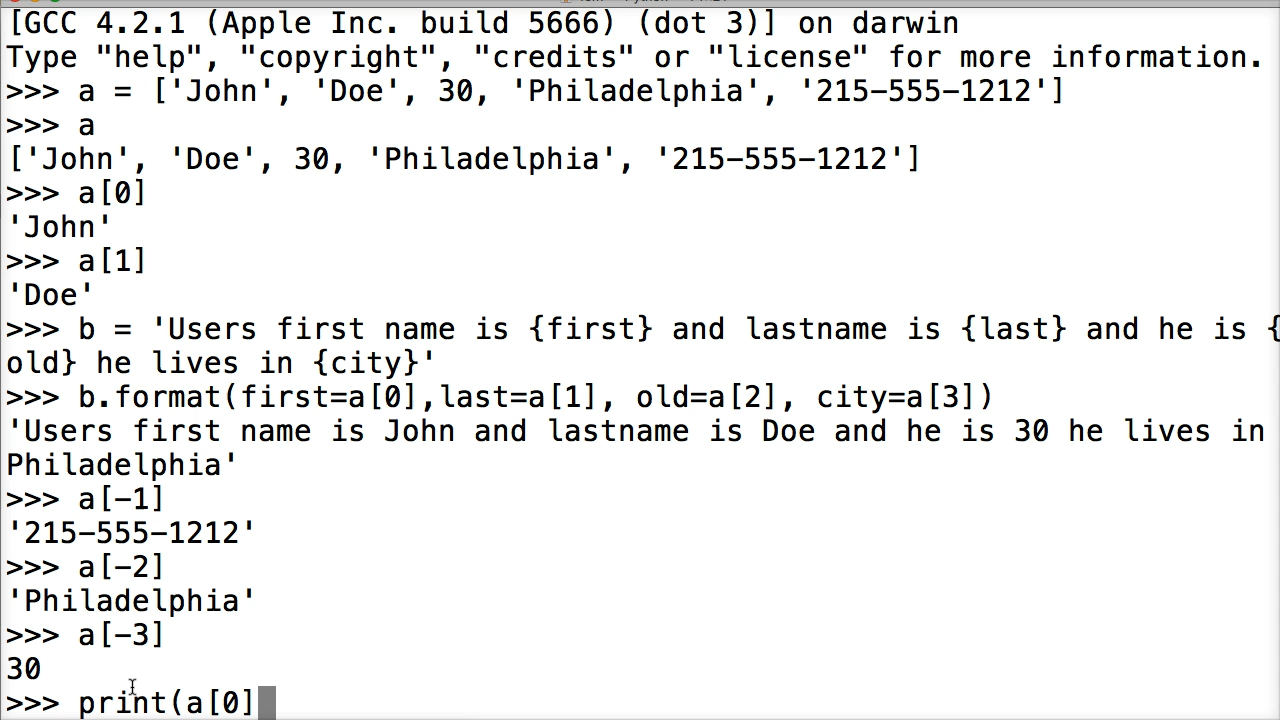 [GCC 4.2.1 (Apple Inc. build 5666) (dot 3)] on darwin
Type "help", "copyright", "credits" or "license" for more information.
>>> a = ['John', 'Doe', 30, 'Philadelphia', '215-555-1212']
>>> a
['John', 'Doe', 30, 'Philadelphia', '215-555-1212']
>>> a[0]
'John'
>>> a[1]
'Doe'
>>> b = 'Users first name is {first} and lastname is {last} and he is {
old} he lives in {city}'
>>> b.format(first=a[0],last=a[1], old=a[2], city=a[3])
'Users first name is John and lastname is Doe and he is 30 he lives in
Philadelphia'
>>> a[-1]
'215-555-1212'
>>> a[-2]
'Philadelphia'
>>> a[-3]
30
>>> print(a[0]